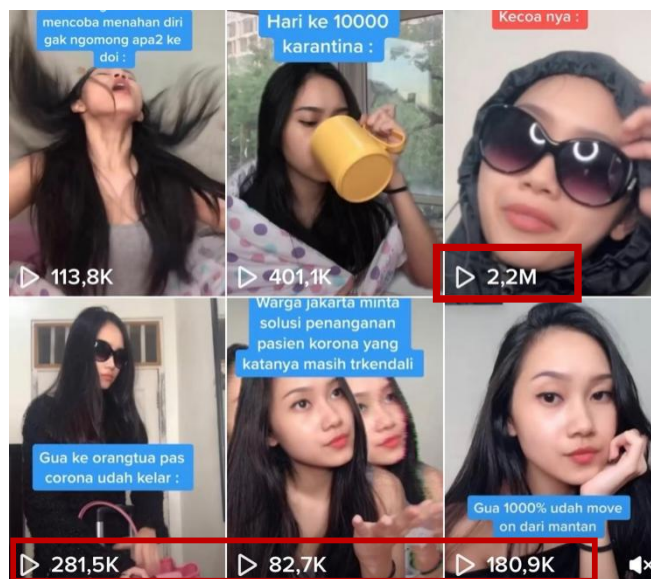 mencoba menahan diri
gak ngomong apa2 ke
doi :
113,8K
Hari ke 10000
karantina :
401,1K
Kecoa nya :
2,2M
Gua ke orangtua pas
corona udah kelar :
281,5K
Warga jakarta minta
solusi penanganan
pasien korona yang
katanya masih trkendali
82,7K
Gua 1000% udah move
on dari mantan
180,9K